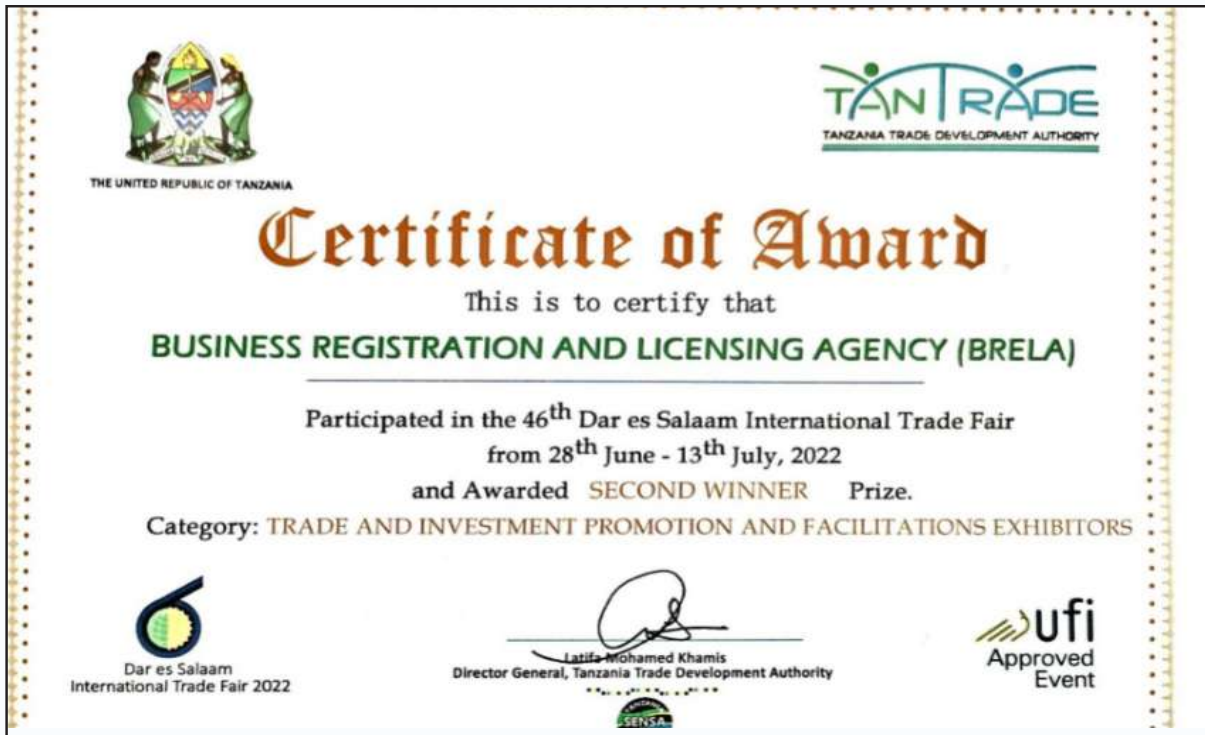 TANTRADE
TANZANIA TRADE DEVELOPMENT AUTHORITY
THE UNITED REPUBLIC OF TANZANIA
Certificate of Award
This is to certify that
BUSINESS REGISTRATION AND LICENSING AGENCY (BRELA)
Participated in the 46th Dar es Salaam International Trade Fair
from 28th June - 13th July, 2022
and Awarded SECOND WINNER Prize.
Category: TRADE AND INVESTMENT PROMOTION AND FACILITATIONS EXHIBITORS
Latifa Mohamed Khamis
Director General, Tanzania Trade Development Authority
Dar es Salaam
International Trade Fair 2022
ufi
Approved
Event
TANZANIA
SENSA